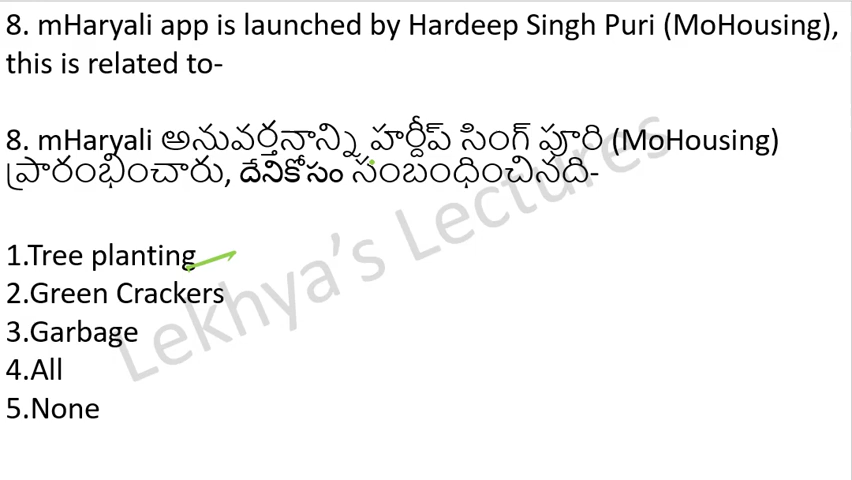 8. mHaryali app is launched by Hardeep Singh Puri (MoHousing),
this is related to-
8. mHaryali అనువర్తనాన్ని హర్దీప్ సింగ్ పూరి (MoHousing)
ప్రారంభించారు, దేనికోసం సంబంధించినది-
1.Tree planting
2.Green Crackers
3.Garbage
4.All
5.None
Lekhya's Lectures